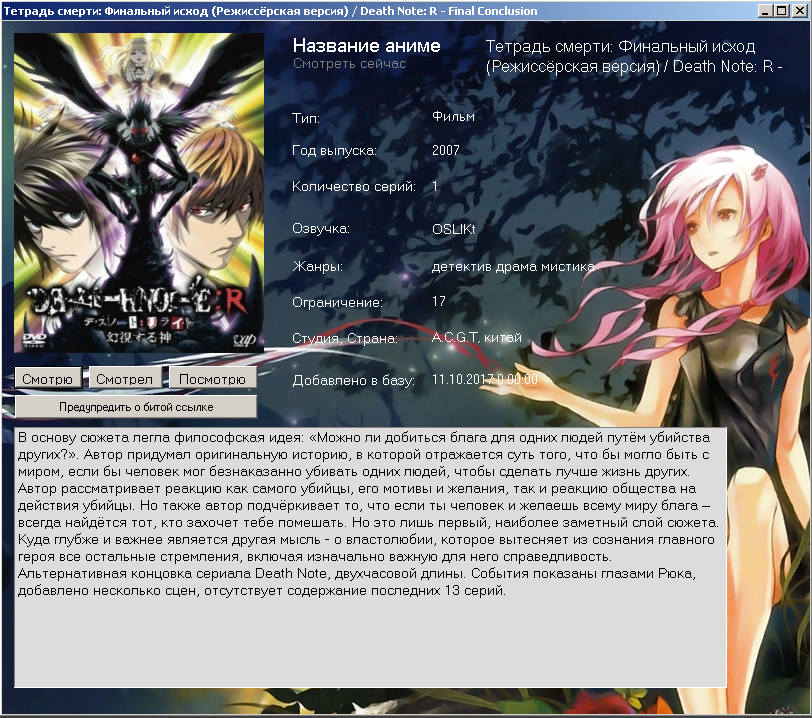 Тетрадь смерти: Финальный исход (Режиссёрская версия) / Death Note: R - Final Conclusion
Название аниме
Смотреть сейчас
Тетрадь смерти: Финальный исход
(Режиссёрская версия) / Death Note: R -
Тип: Фильм
Год выпуска: 2007
Количество серий: 1
Озвучка: OSLIKt
Жанры: детектив драма мистика
Ограничение: 17
Студия, Страна: A.C.G.T, китай
Добавлено в базу: 11.10.2017 0:00:00
:R
デスノート:リライト
幻視する神
DVD
VIDEO
vap
Смотрю
Смотрел
Посмотрю
Предупредить о битой ссылке
В основу сюжета легла философская идея: «Можно ли добиться блага для одних людей путём убийства
других?». Автор придумал оригинальную историю, в которой отражается суть того, что бы могло быть с
миром, если бы человек мог безнаказанно убивать одних людей, чтобы сделать лучше жизнь других.
Автор рассматривает реакцию как самого убийцы, его мотивы и желания, так и реакцию общества на
действия убийцы. Но также автор подчёркивает то, что если ты человек и желаешь всему миру блага –
всегда найдётся тот, кто захочет тебе помешать. Но это лишь первый, наиболее заметный слой сюжета.
Куда глубже и важнее является другая мысль - о властолюбии, которое вытесняет из сознания главного
героя все остальные стремления, включая изначально важную для него справедливость.
Альтернативная концовка сериала Death Note, двухчасовой длины. События показаны глазами Рюка,
добавлено несколько сцен, отсутствует содержание последних 13 серий.